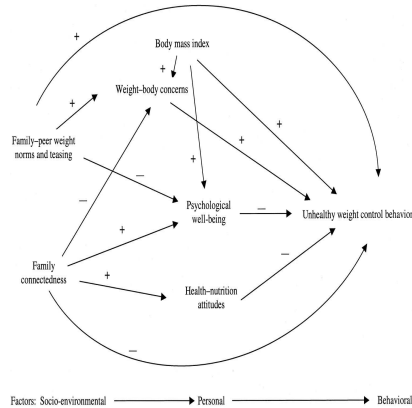 +
Body mass index
+
Weight–body concerns
+
+
+
Family–peer weight
norms and teasing
+
—
—
Psychological
well-being
—
Unhealthy weight control behavior
+
—
Family
connectedness
+
Health–nutrition
attitudes
—
Factors: Socio-environmental
Personal
Behavioral